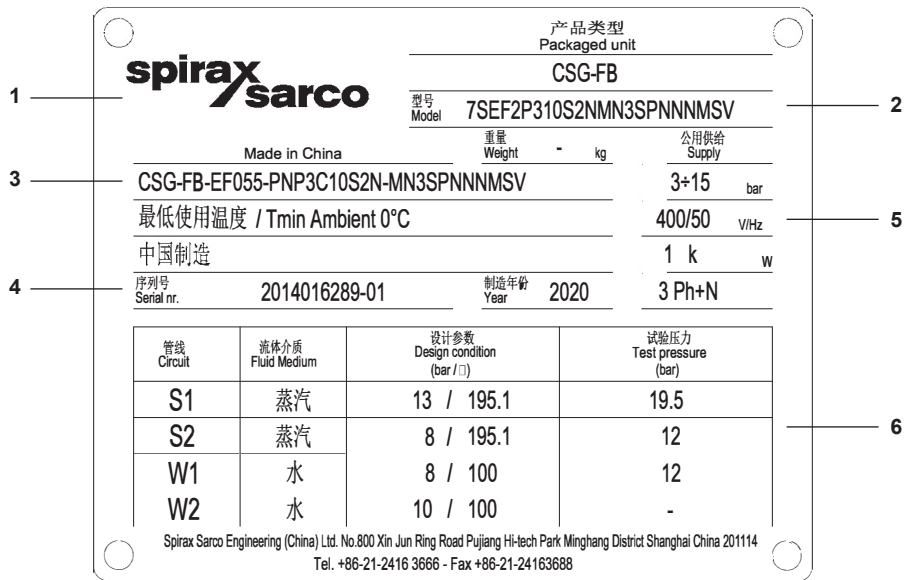 产品类型
Packaged unit
spirax sarco
CSG-FB
1
型号 Model 7SEF2P310S2NMN3SPNNNMSV
2
Made in China
重量 Weight - kg
公用供给 Supply
3
CSG-FB-EF055-PNP3C10S2N-MN3SPNNNMSV
3÷15 bar
最低使用温度 / Tmin Ambient 0°C
400/50 V/Hz
5
中国制造
1 k W
4
序列号 Serial nr. 2014016289-01
制造年份 Year 2020
3 Ph+N
管线 Circuit
流体介质 Fluid Medium
设计参数 Design condition (bar / □)
试验压力 Test pressure (bar)
S1 蒸汽 13 / 195.1 19.5
S2 蒸汽 8 / 195.1 12
6
W1 水 8 / 100 12
W2 水 10 / 100 -
Spirax Sarco Engineering (China) Ltd. No.800 Xin Jun Ring Road Pujiang Hi-tech Park Minghang District Shanghai China 201114
Tel. +86-21-2416 3666 - Fax +86-21-24163688